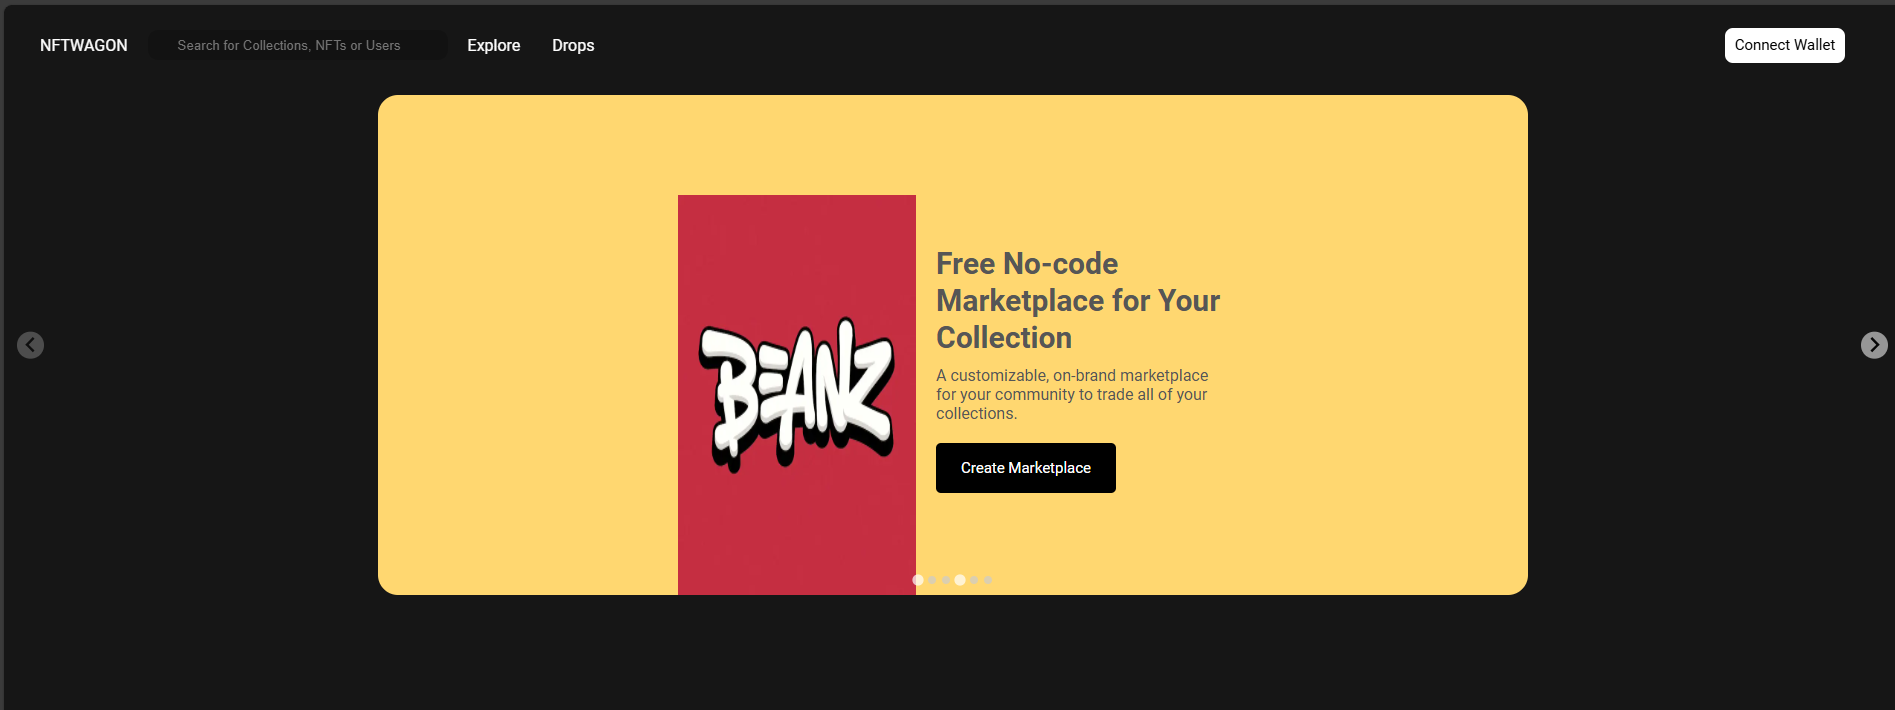 NFTWAGON
Search for Collections, NFTs or Users
Explore
Drops
Connect Wallet
BEANZ
Free No-code
Marketplace for Your
Collection
A customizable, on-brand marketplace
for your community to trade all of your
collections.
Create Marketplace